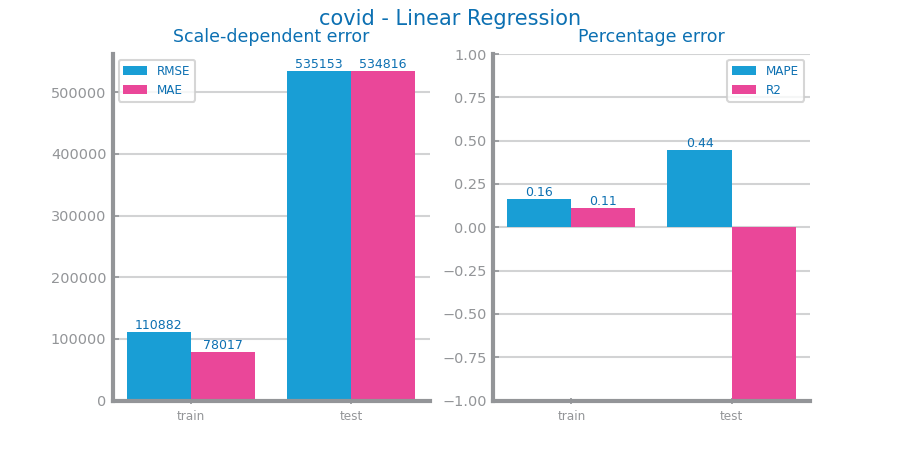 covid - Linear Regression
Scale-dependent error
RMSE
MAE
500000
400000
300000
200000
100000
0
110882
78017
535153
534816
train
test
Percentage error
MAPE
R2
1.00
0.75
0.50
0.25
0.00
−0.25
−0.50
−0.75
−1.00
0.16
0.11
0.44
train
test